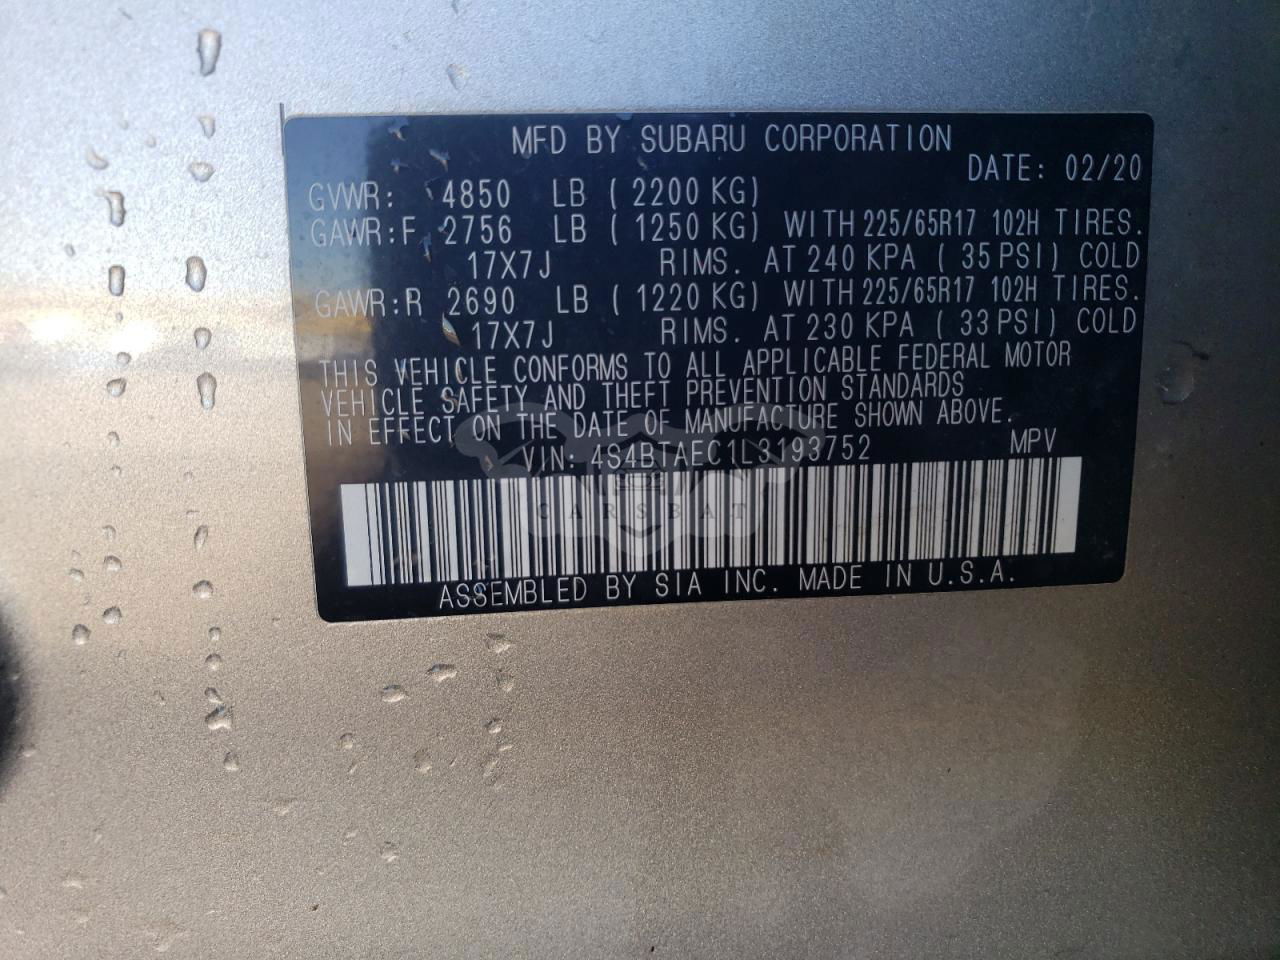 MFD BY SUBARU CORPORATION
DATE: 02/20
GVWR: 4850 LB ( 2200 KG)
GAWR:F 2756 LB ( 1250 KG) WITH 225/65R17 102H TIRES.
17X7J RIMS. AT 240 KPA ( 35 PSI) COLD
GAWR:R 2690 LB ( 1220 KG) WITH 225/65R17 102H TIRES.
17X7J RIMS. AT 230 KPA ( 33 PSI) COLD
THIS VEHICLE CONFORMS TO ALL APPLICABLE FEDERAL MOTOR
VEHICLE SAFETY AND THEFT PREVENTION STANDARDS
IN EFFECT ON THE DATE OF MANUFACTURE SHOWN ABOVE.
VIN: 4S4BTAEC1L3193752 MPV
CARSBAT
ASSEMBLED BY SIA INC. MADE IN U.S.A.